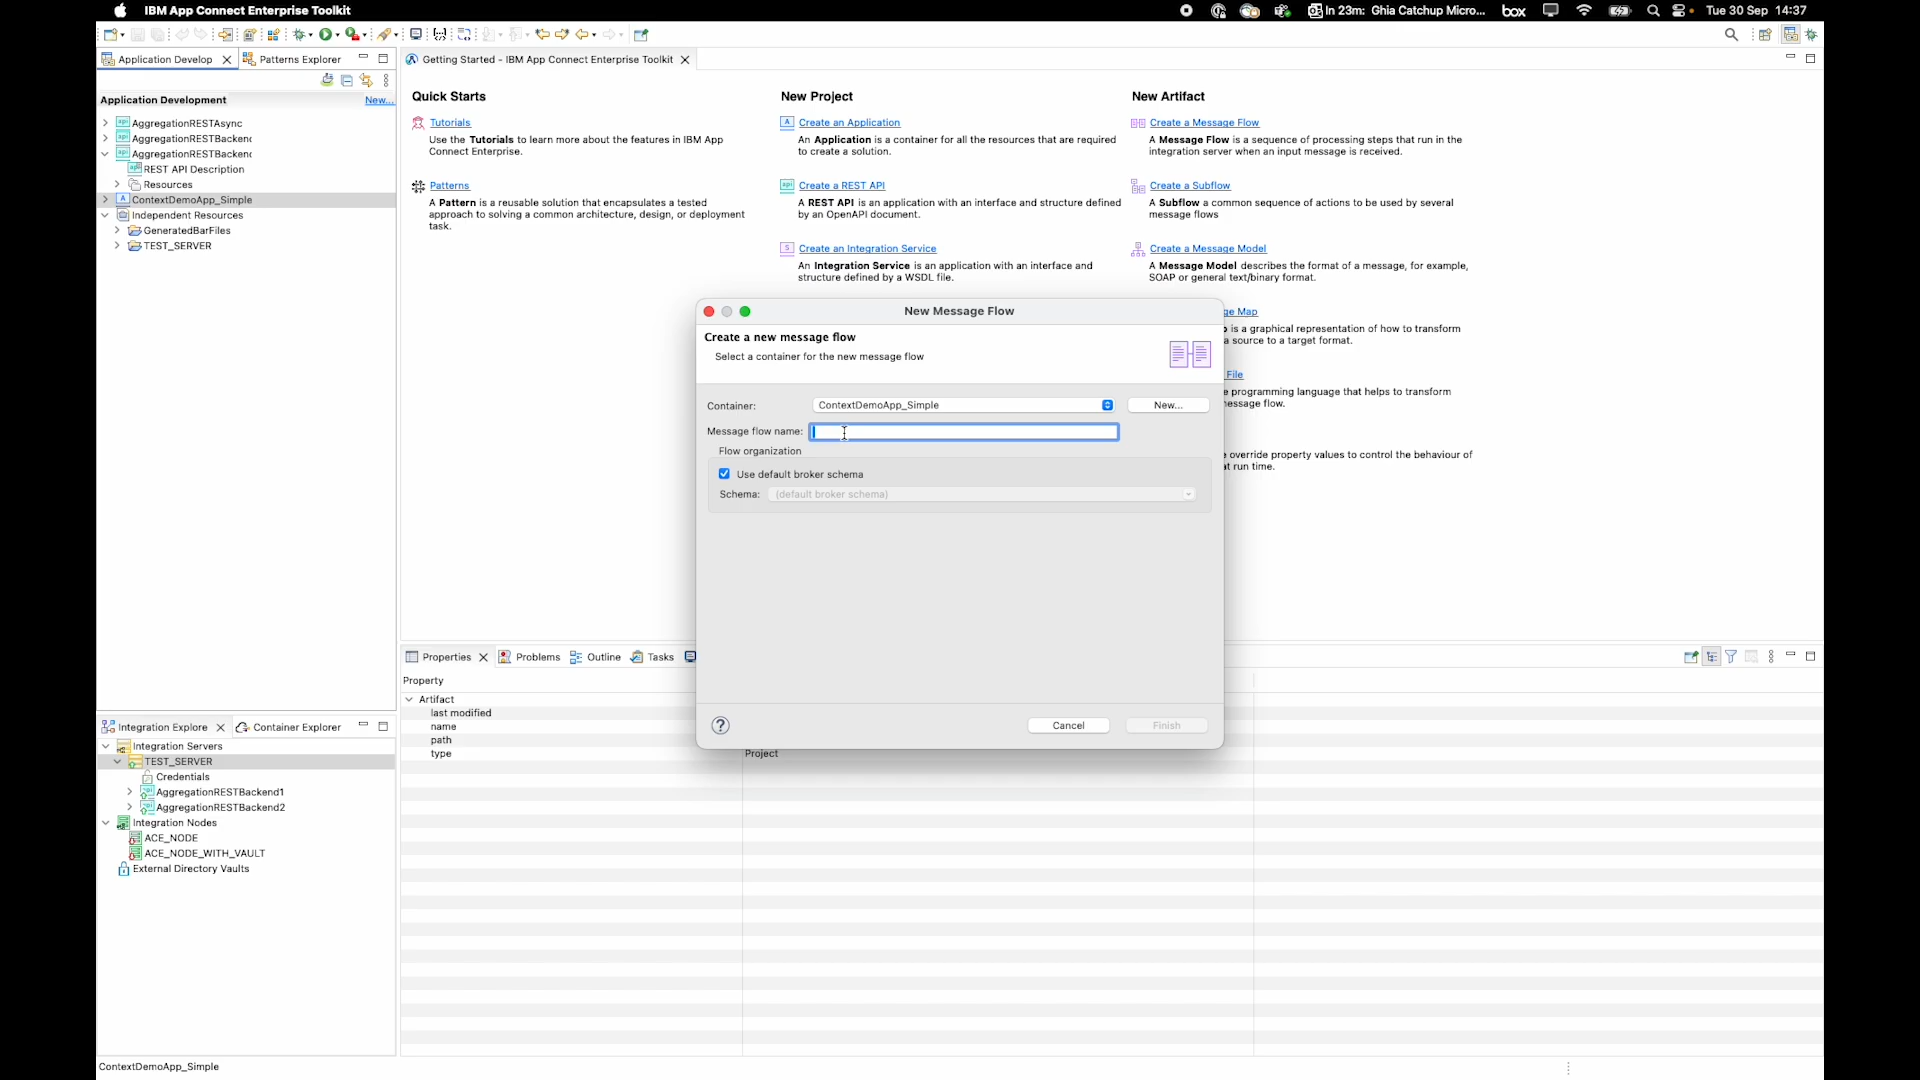 IBM App Connect Enterprise Toolkit
In 23m: Ghia Catchup Micro... box Tue 30 Sep 14:37
Application Develop Patterns Explorer
Getting Started - IBM App Connect Enterprise Toolkit
Application Development New...
AggregationRESTAsync
AggregationRESTBackend
AggregationRESTBackend
REST API Description
Resources
ContextDemoApp_Simple
Independent Resources
GeneratedBarFiles
TEST_SERVER
Quick Starts
Tutorials
Use the Tutorials to learn more about the features in IBM App
Connect Enterprise.
Patterns
A Pattern is a reusable solution that encapsulates a tested
approach to solving a common architecture, design, or deployment
task.
New Project
Create an Application
An Application is a container for all the resources that are required
to create a solution.
Create a REST API
A REST API is an application with an interface and structure defined
by an OpenAPI document.
Create an Integration Service
An Integration Service is an application with an interface and
structure defined by a WSDL file.
New Artifact
Create a Message Flow
A Message Flow is a sequence of processing steps that run in the
integration server when an input message is received.
Create a Subflow
A Subflow a common sequence of actions to be used by several
message flows
Create a Message Model
A Message Model describes the format of a message, for example,
SOAP or general text/binary format.
ge Map
is a graphical representation of how to transform
a source to a target format.
File
programming language that helps to transform
essage flow.
override property values to control the behaviour of
at run time.
New Message Flow
Create a new message flow
Select a container for the new message flow
Container: ContextDemoApp_Simple New...
Message flow name:
Flow organization
Use default broker schema
Schema: (default broker schema)
? Cancel Finish
Properties Problems Outline Tasks
Property
Artifact
last modified
name
path
type Project
Integration Explore Container Explorer
Integration Servers
TEST_SERVER
Credentials
AggregationRESTBackend1
AggregationRESTBackend2
Integration Nodes
ACE_NODE
ACE_NODE_WITH_VAULT
External Directory Vaults
ContextDemoApp_Simple